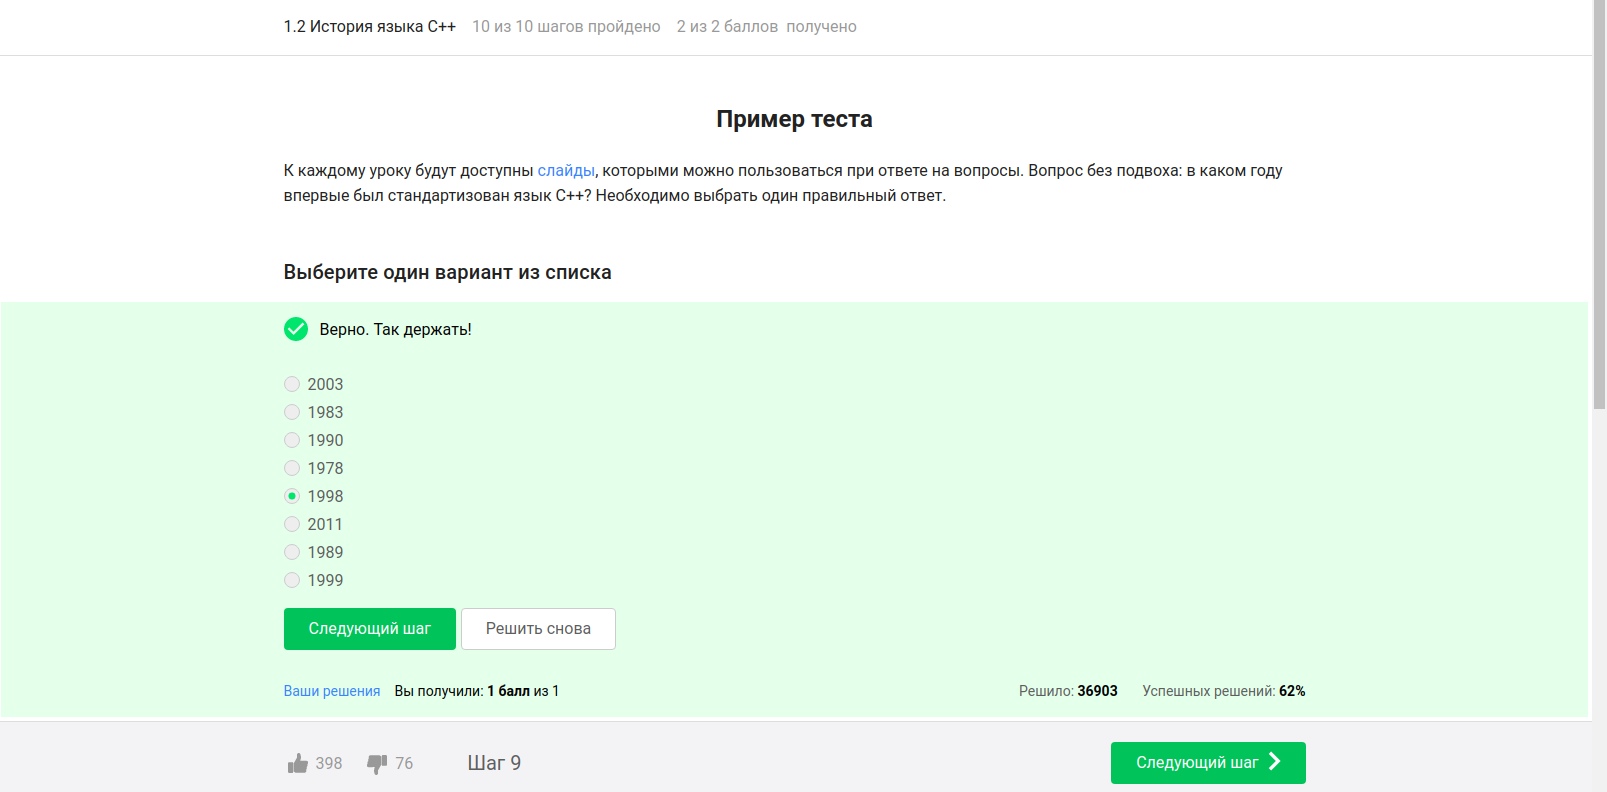 1.2 История языка C++ 10 из 10 шагов пройдено 2 из 2 баллов получено
Пример теста
К каждому уроку будут доступны слайды, которыми можно пользоваться при ответе на вопросы. Вопрос без подвоха: в каком году
впервые был стандартизован язык C++? Необходимо выбрать один правильный ответ.
Выберите один вариант из списка
Верно. Так держать!
2003
1983
1990
1978
1998
2011
1989
1999
Следующий шаг Решить снова
Ваши решения Вы получили: 1 балл из 1 Решило: 36903 Успешных решений: 62%
398 76 Шаг 9 Следующий шаг